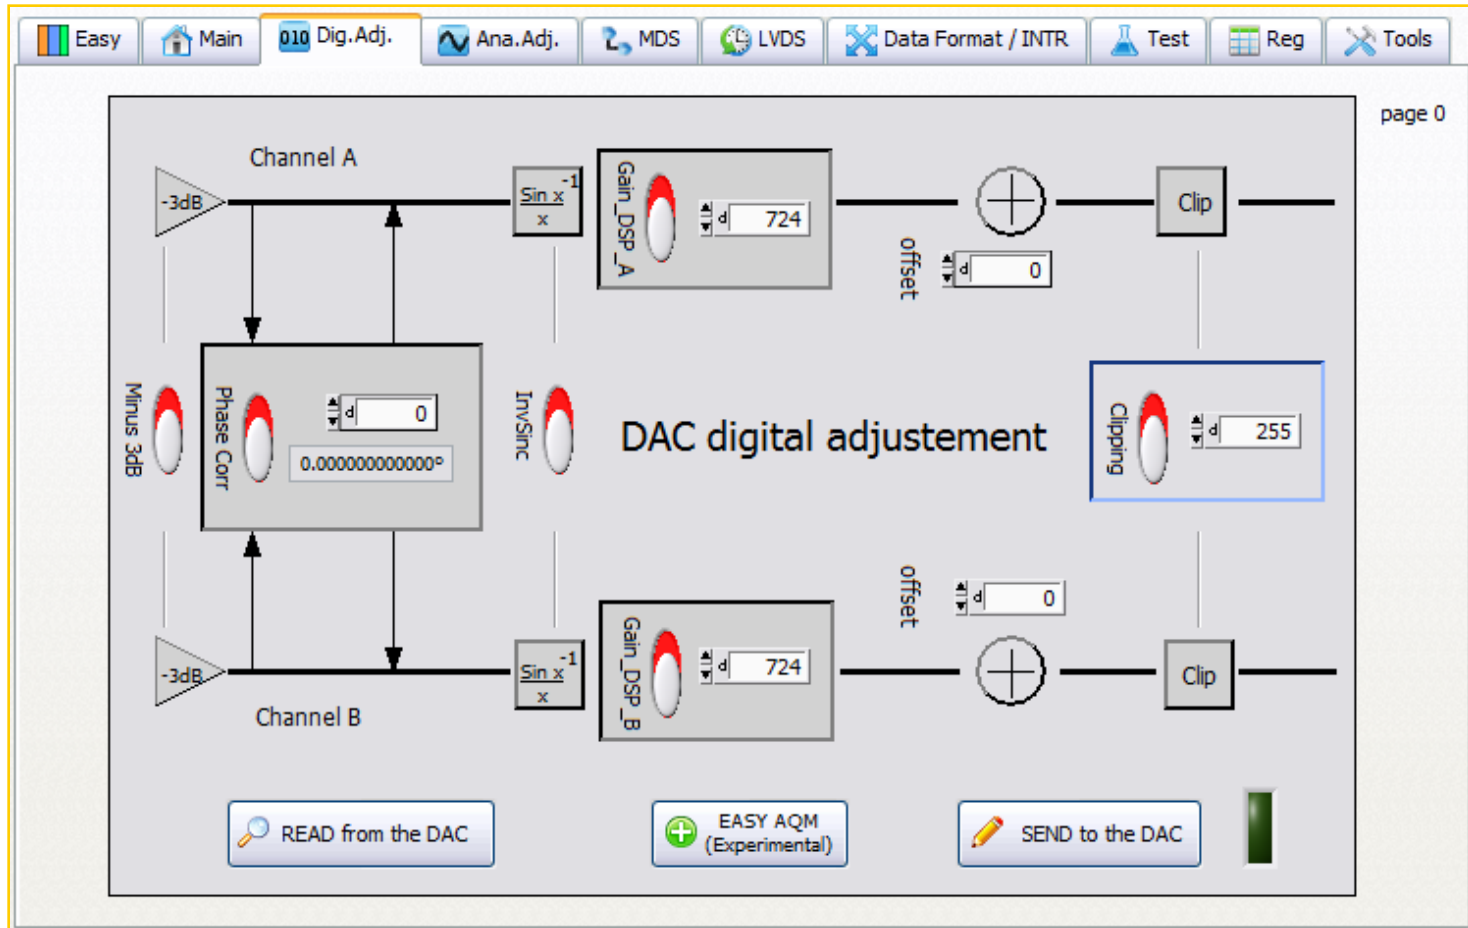 Easy
Main
010 Dig.Adj.
Ana.Adj.
MDS
LVDS
Data Format / INTR
Test
Reg
Tools
page 0
Channel A
-3dB
Sin x -1
x
Gain_DSP_A
d 724
offset
d 0
Clip
Minus 3dB
Phase Corr
d 0
0.000000000000º
InvSinc
DAC digital adjustement
Clipping
d 255
-3dB
Channel B
Sin x -1
x
Gain_DSP_B
d 724
offset
d 0
Clip
READ from the DAC
EASY AQM
(Experimental)
SEND to the DAC